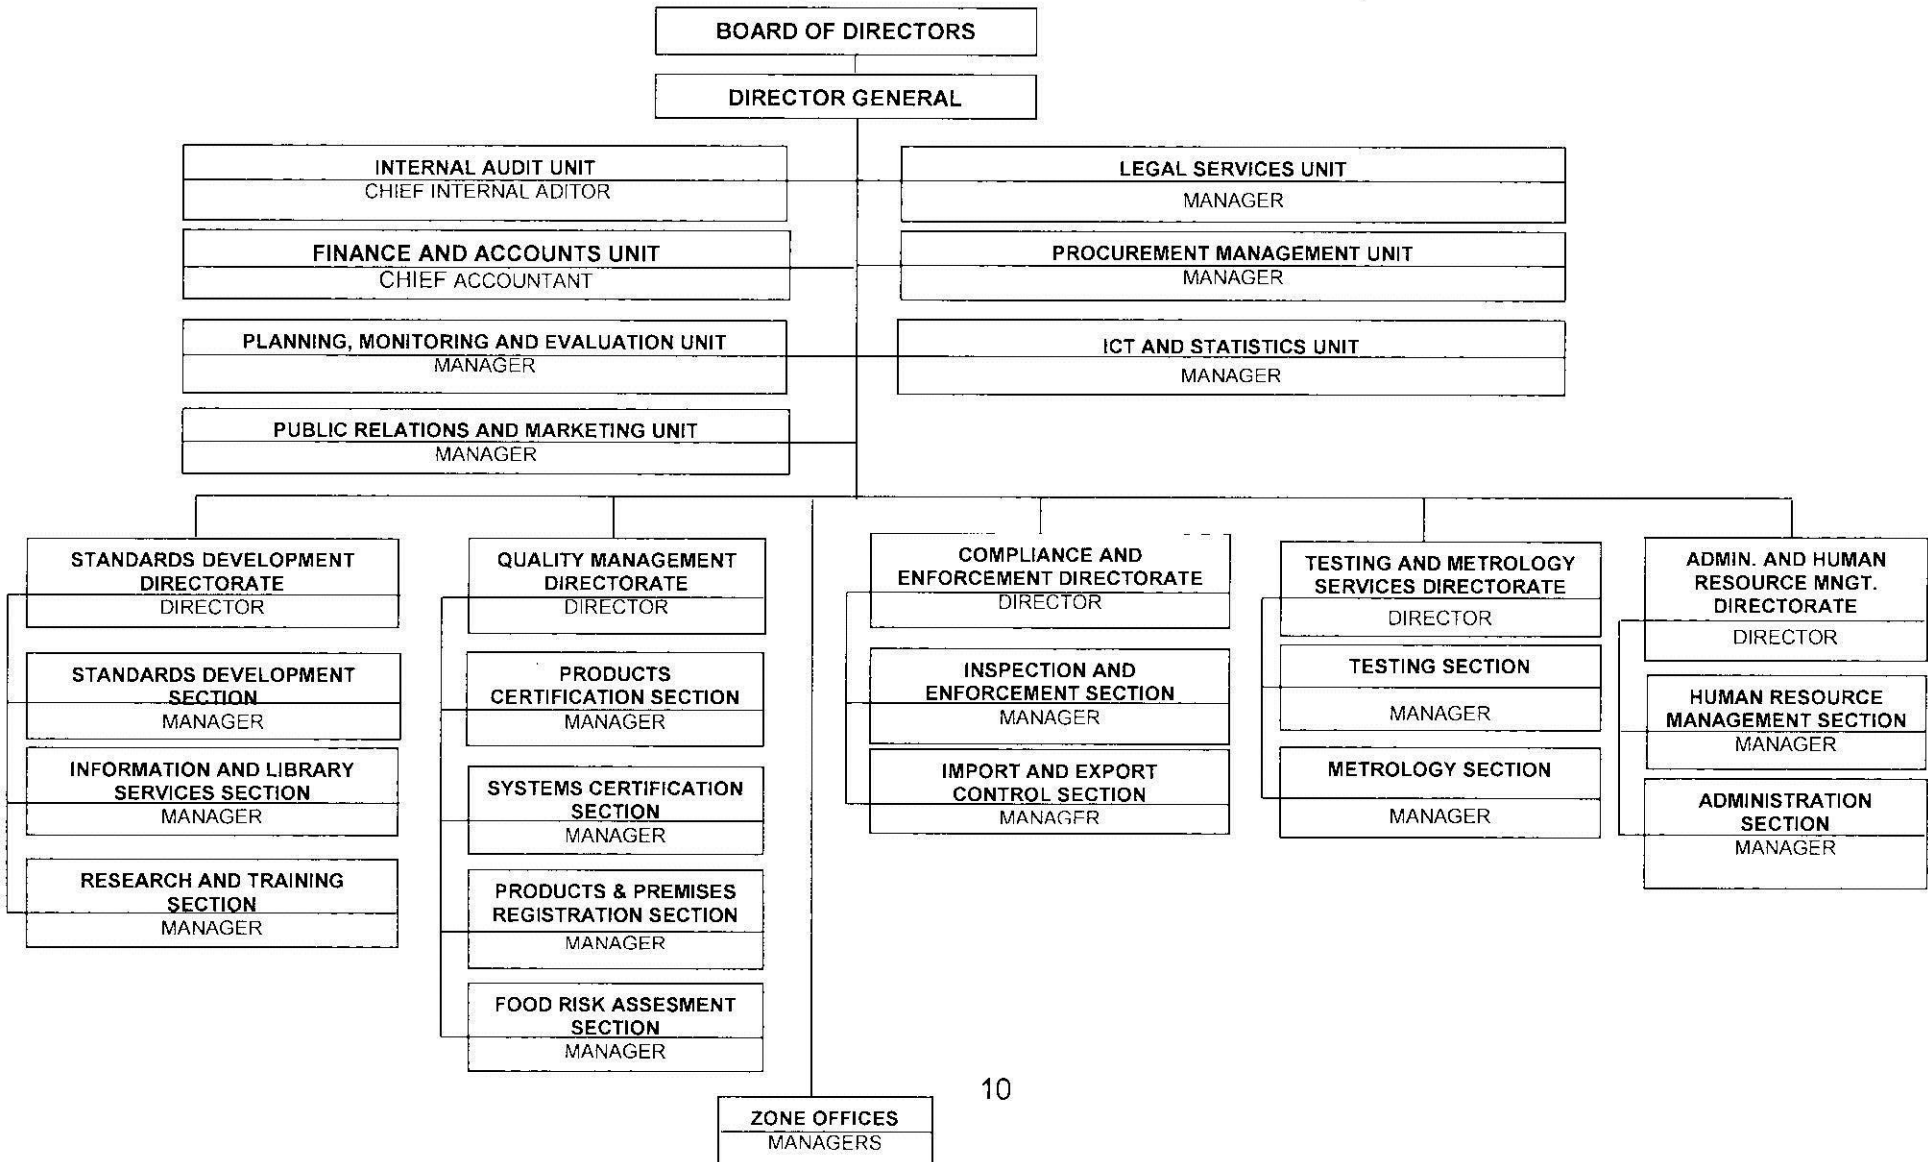 BOARD OF DIRECTORS
DIRECTOR GENERAL
INTERNAL AUDIT UNIT
CHIEF INTERNAL ADITOR
LEGAL SERVICES UNIT
MANAGER
FINANCE AND ACCOUNTS UNIT
CHIEF ACCOUNTANT
PROCUREMENT MANAGEMENT UNIT
MANAGER
PLANNING, MONITORING AND EVALUATION UNIT
MANAGER
ICT AND STATISTICS UNIT
MANAGER
PUBLIC RELATIONS AND MARKETING UNIT
MANAGER
STANDARDS DEVELOPMENT
DIRECTORATE
DIRECTOR
STANDARDS DEVELOPMENT
SECTION
MANAGER
INFORMATION AND LIBRARY
SERVICES SECTION
MANAGER
RESEARCH AND TRAINING
SECTION
MANAGER
QUALITY MANAGEMENT
DIRECTORATE
DIRECTOR
PRODUCTS
CERTIFICATION SECTION
MANAGER
SYSTEMS CERTIFICATION
SECTION
MANAGER
PRODUCTS & PREMISES
REGISTRATION SECTION
MANAGER
FOOD RISK ASSESMENT
SECTION
MANAGER
COMPLIANCE AND
ENFORCEMENT DIRECTORATE
DIRECTOR
INSPECTION AND
ENFORCEMENT SECTION
MANAGER
IMPORT AND EXPORT
CONTROL SECTION
MANAGER
TESTING AND METROLOGY
SERVICES DIRECTORATE
DIRECTOR
TESTING SECTION
MANAGER
METROLOGY SECTION
MANAGER
ADMIN. AND HUMAN
RESOURCE MNGT.
DIRECTORATE
DIRECTOR
HUMAN RESOURCE
MANAGEMENT SECTION
MANAGER
ADMINISTRATION
SECTION
MANAGER
10
ZONE OFFICES
MANAGERS